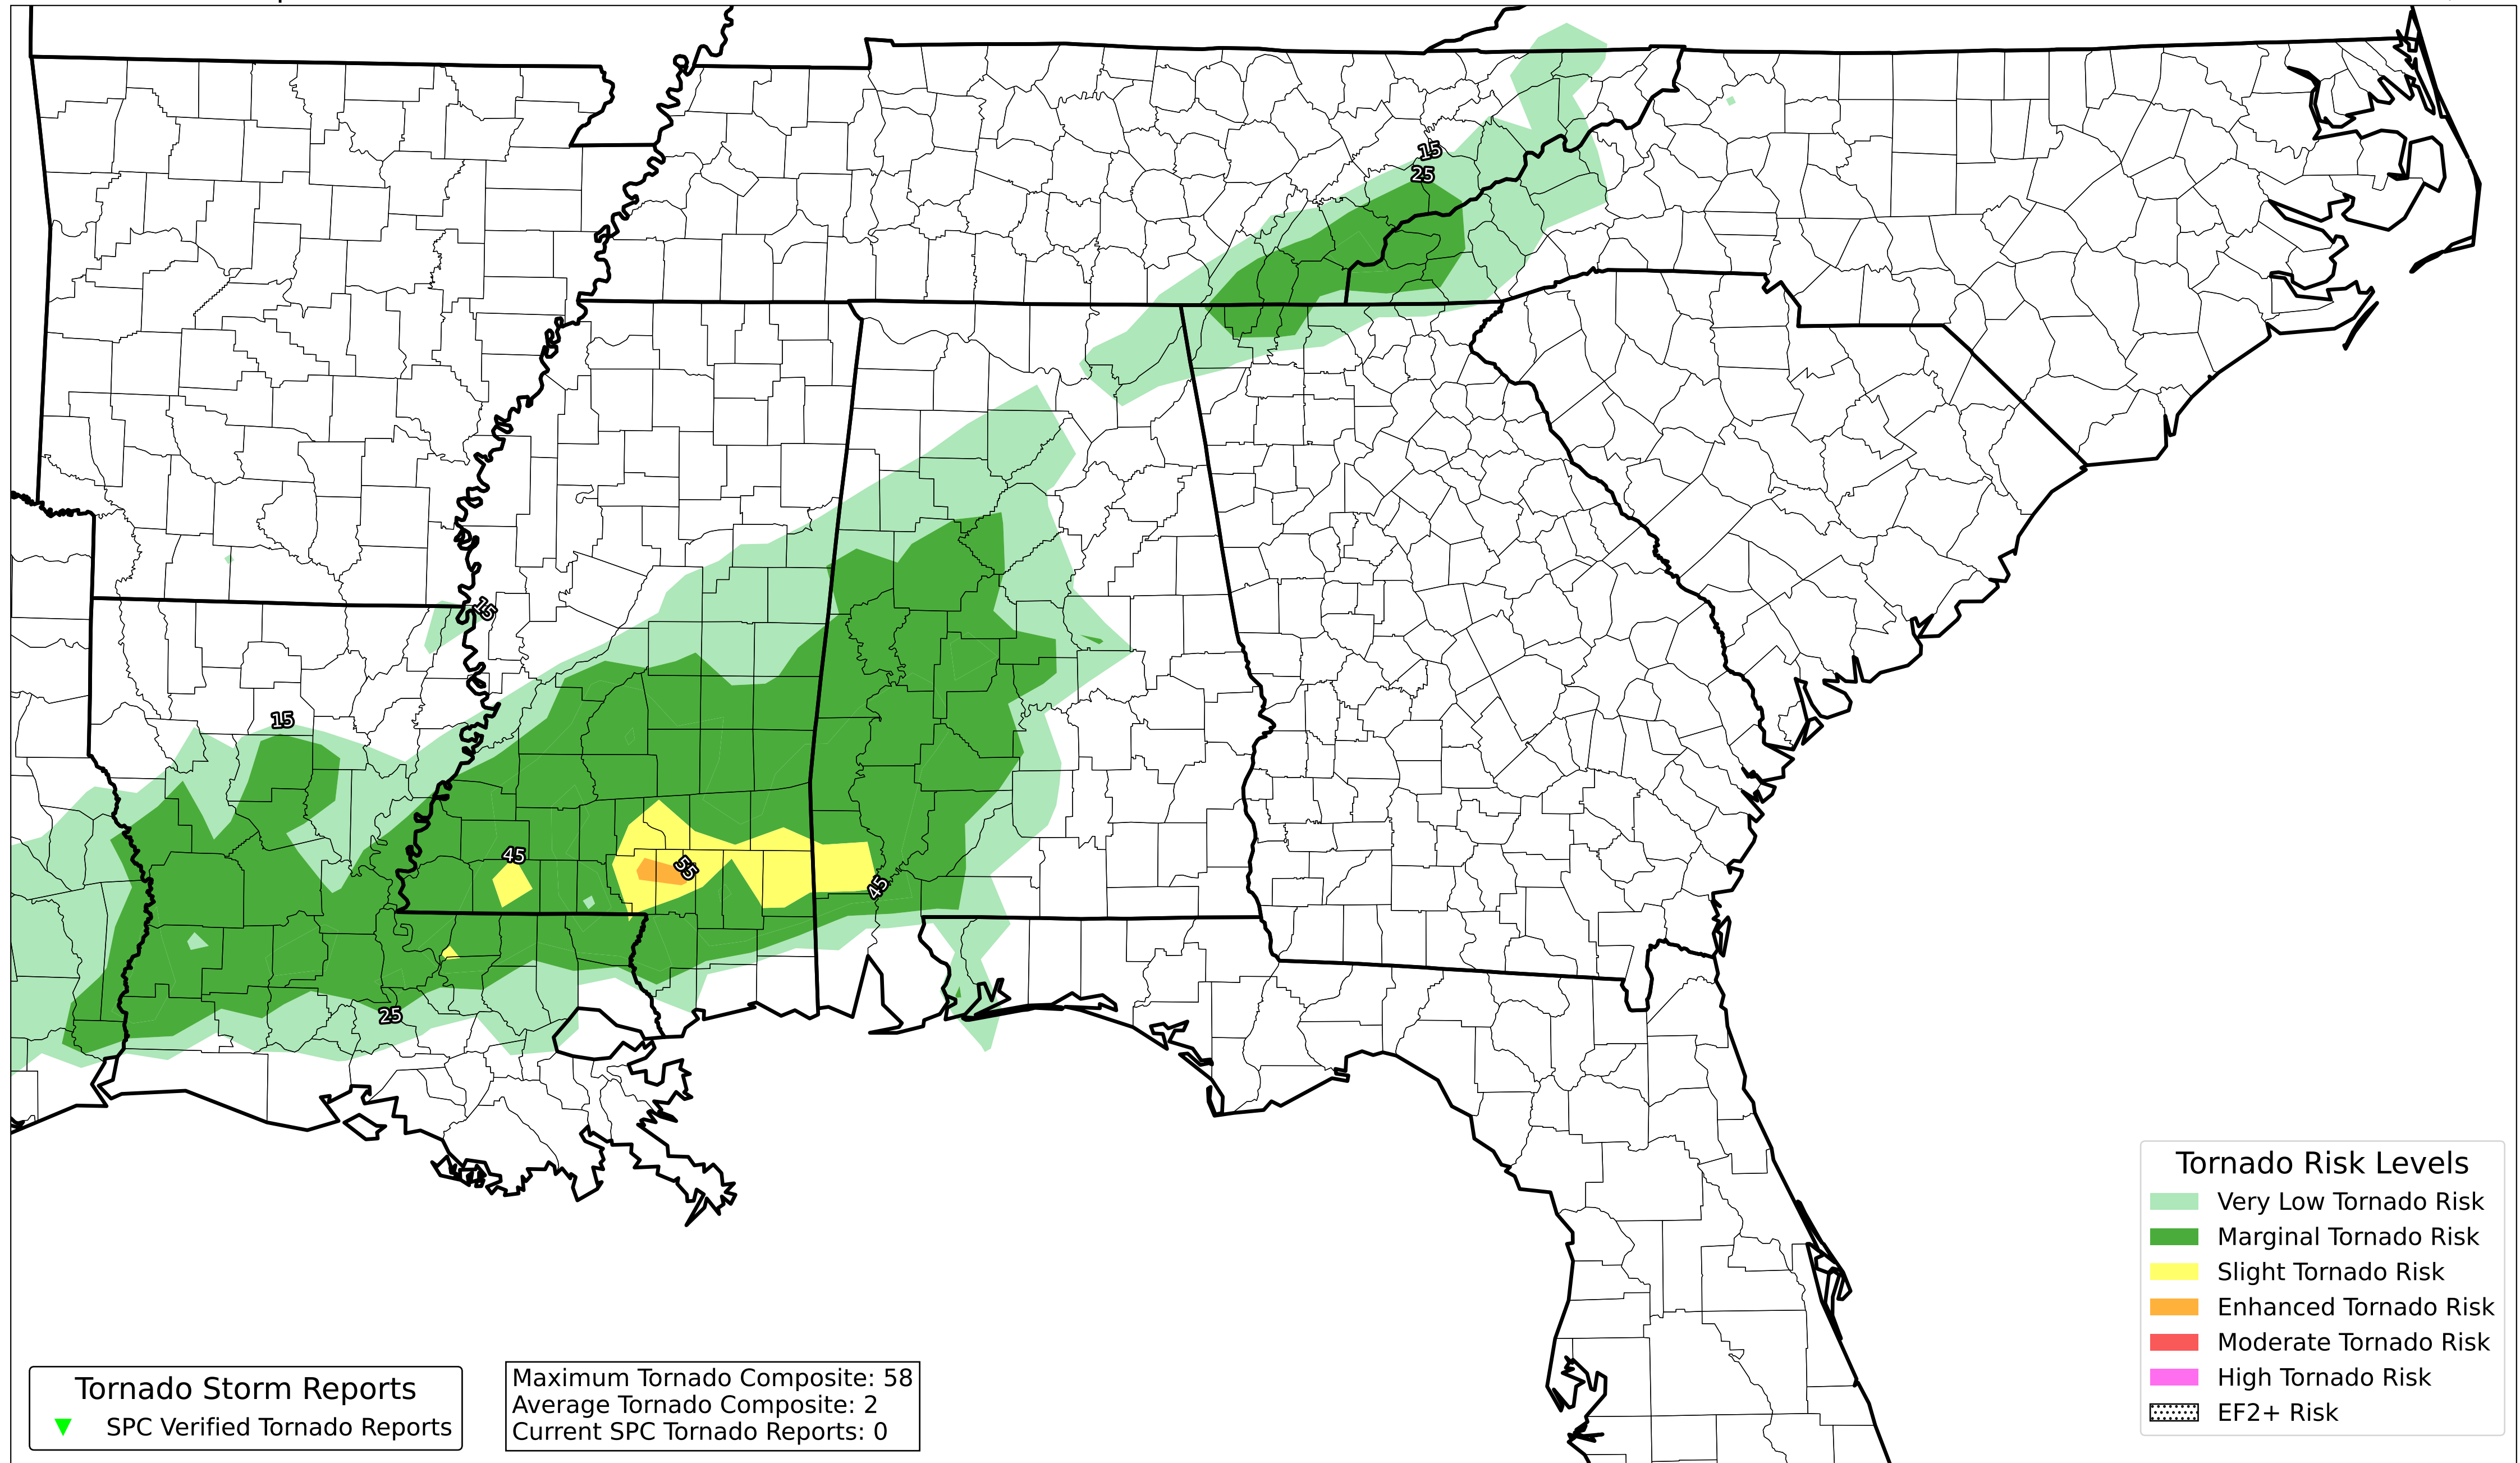 15
25
15
15
45
55
45
25
Tornado Risk Levels
Very Low Tornado Risk
Marginal Tornado Risk
Slight Tornado Risk
Enhanced Tornado Risk
Moderate Tornado Risk
High Tornado Risk
EF2+ Risk
Tornado Storm Reports
SPC Verified Tornado Reports
Maximum Tornado Composite: 58
Average Tornado Composite: 2
Current SPC Tornado Reports: 0